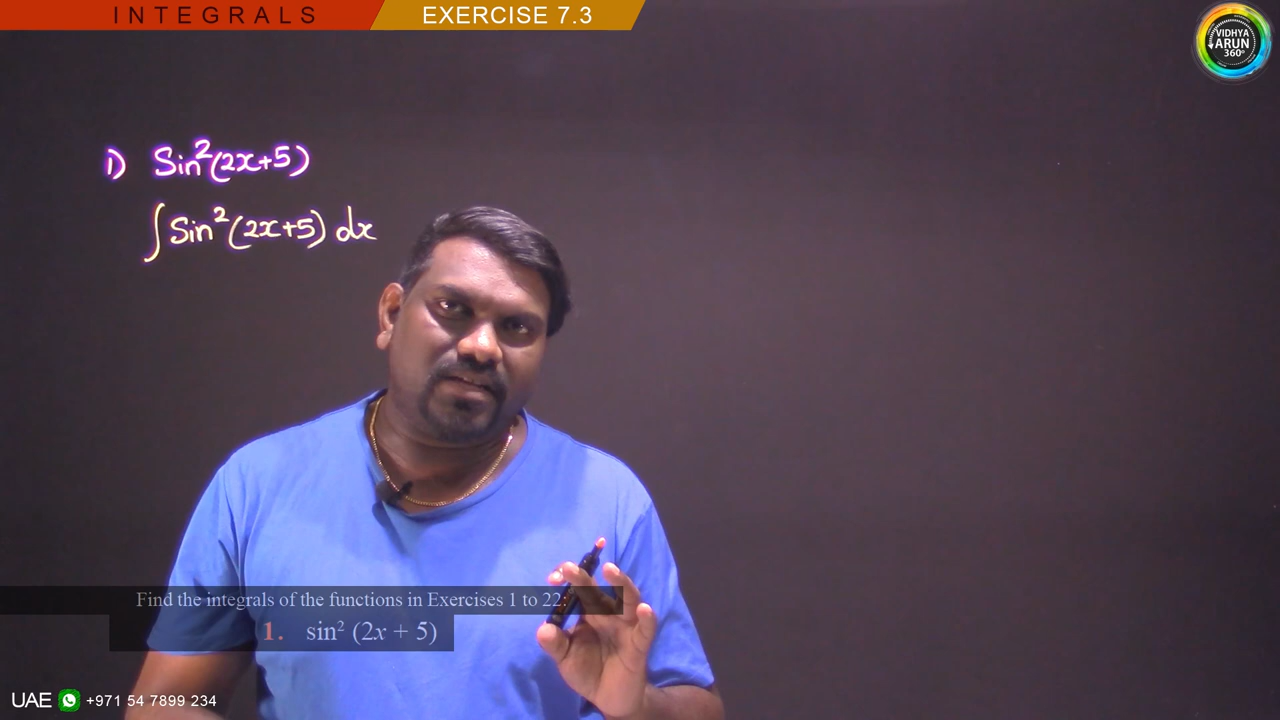 INTEGRALS EXERCISE 7.3
VIDHYA
ARUN
360°
1) Sin²(2x+5)
∫ Sin²(2x+5) dx
Find the integrals of the functions in Exercises 1 to 22:
1. sin² (2x + 5)
UAE +971 54 7899 234